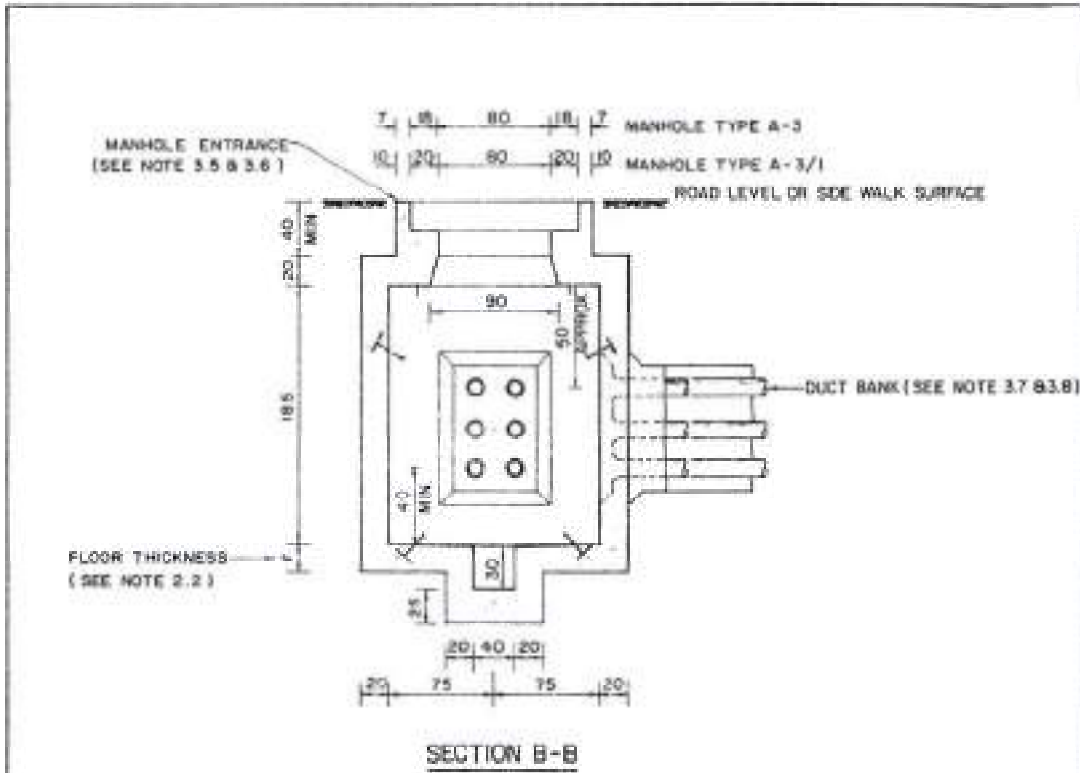 7 18 80 18 7 MANHOLE TYPE A-3
MANHOLE ENTRANCE
(SEE NOTE 3.5 & 3.6)
10 20 80 20 10 MANHOLE TYPE A-3/1
ROAD LEVEL OR SIDE WALK SURFACE
40
MIN
20
90
50
APPROX
185
DUCT BANK (SEE NOTE 3.7 &3.8)
40
MIN
FLOOR THICKNESS
(SEE NOTE 2.2)
30
25
20 40 20
20 75 75 20
SECTION B-B